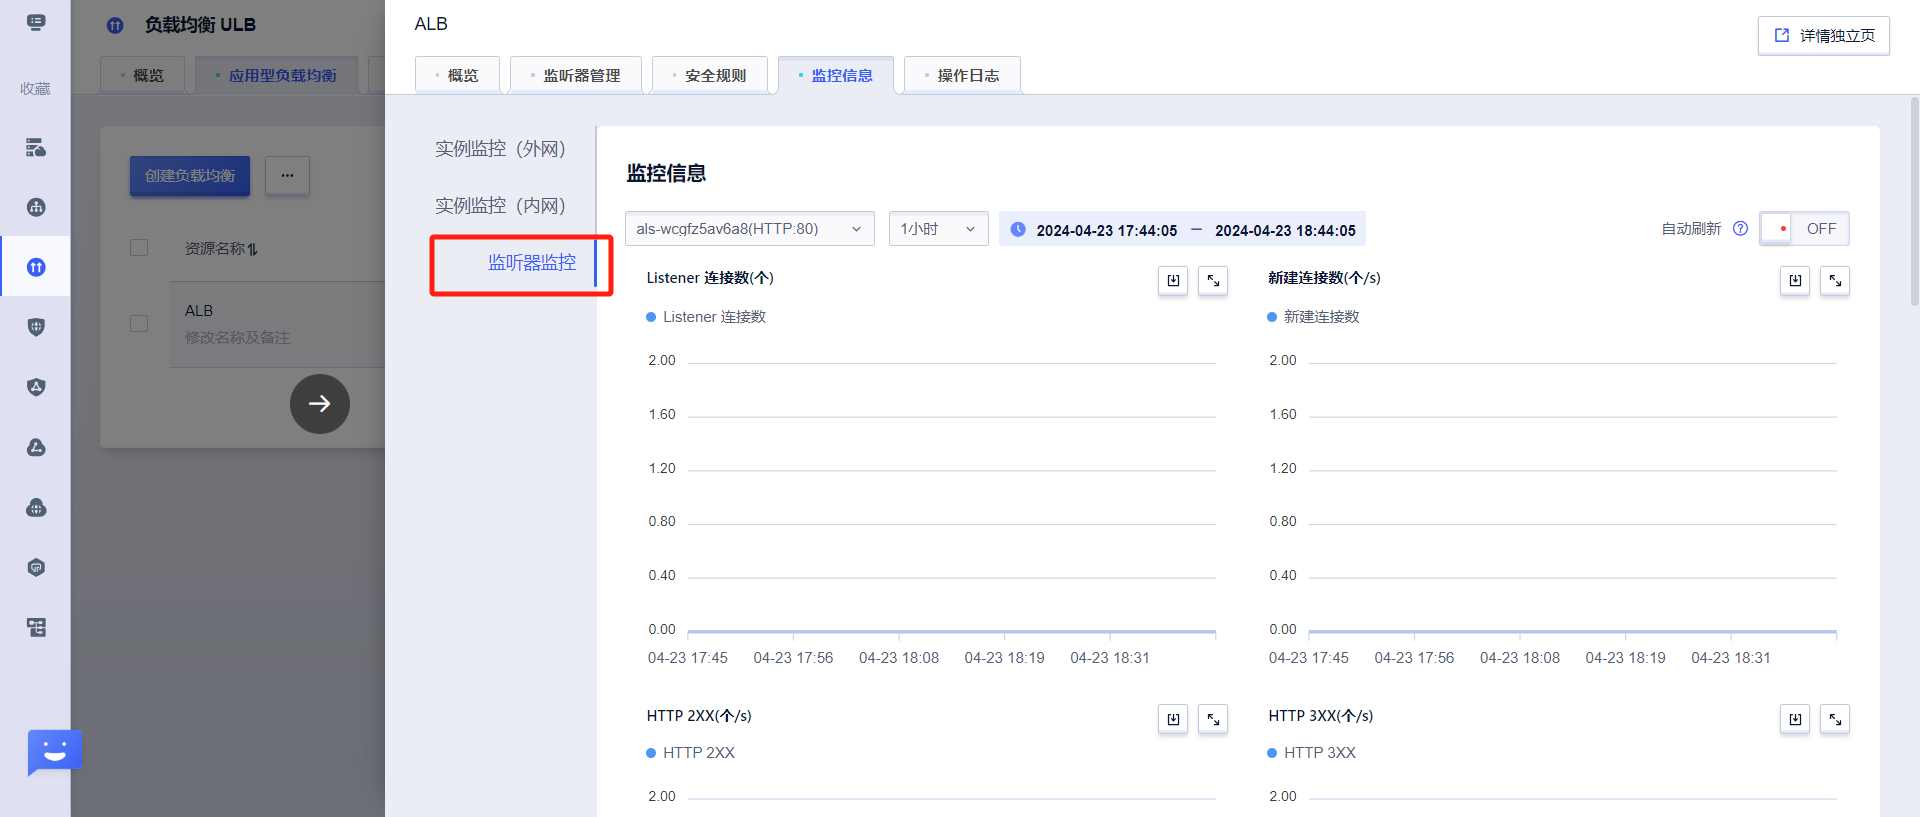 收藏
负载均衡 ULB
概览
应用型负载均衡
创建负载均衡
...
资源名称
ALB
修改名称及备注
ALB
详情独立页
概览
监听器管理
安全规则
监控信息
操作日志
实例监控（外网）
实例监控（内网）
监听器监控
监控信息
als-wcgfz5av6a8(HTTP:80)
1小时
2024-04-23 17:44:05 — 2024-04-23 18:44:05
自动刷新
OFF
Listener 连接数(个)
Listener 连接数
2.00
1.60
1.20
0.80
0.40
0.00
04-23 17:45 04-23 17:56 04-23 18:08 04-23 18:19 04-23 18:31
新建连接数(个/s)
新建连接数
2.00
1.60
1.20
0.80
0.40
0.00
04-23 17:45 04-23 17:56 04-23 18:08 04-23 18:19 04-23 18:31
HTTP 2XX(个/s)
HTTP 2XX
2.00
HTTP 3XX(个/s)
HTTP 3XX
2.00